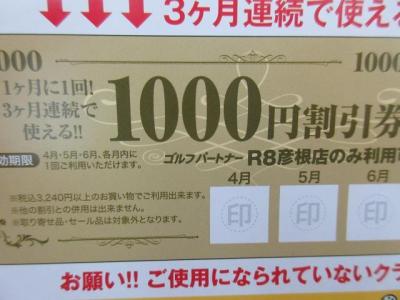 3ヶ月連続で使える
000
1000
1ヶ月に1回!
3ヶ月連続で
使える!!
1000円割引券
効期限
4月・5月・6月、各月内に
1回ご利用いただけます。
ゴルフパートナー R8彦根店のみ利用可
4月 5月 6月
印 印 印
※税込3,240円以上のお買い物でご利用出来ます。
※他の割引との併用は出来ません。
※取り寄せ品・セール品は対象外となります。
お願い!! ご使用になられていないクラ